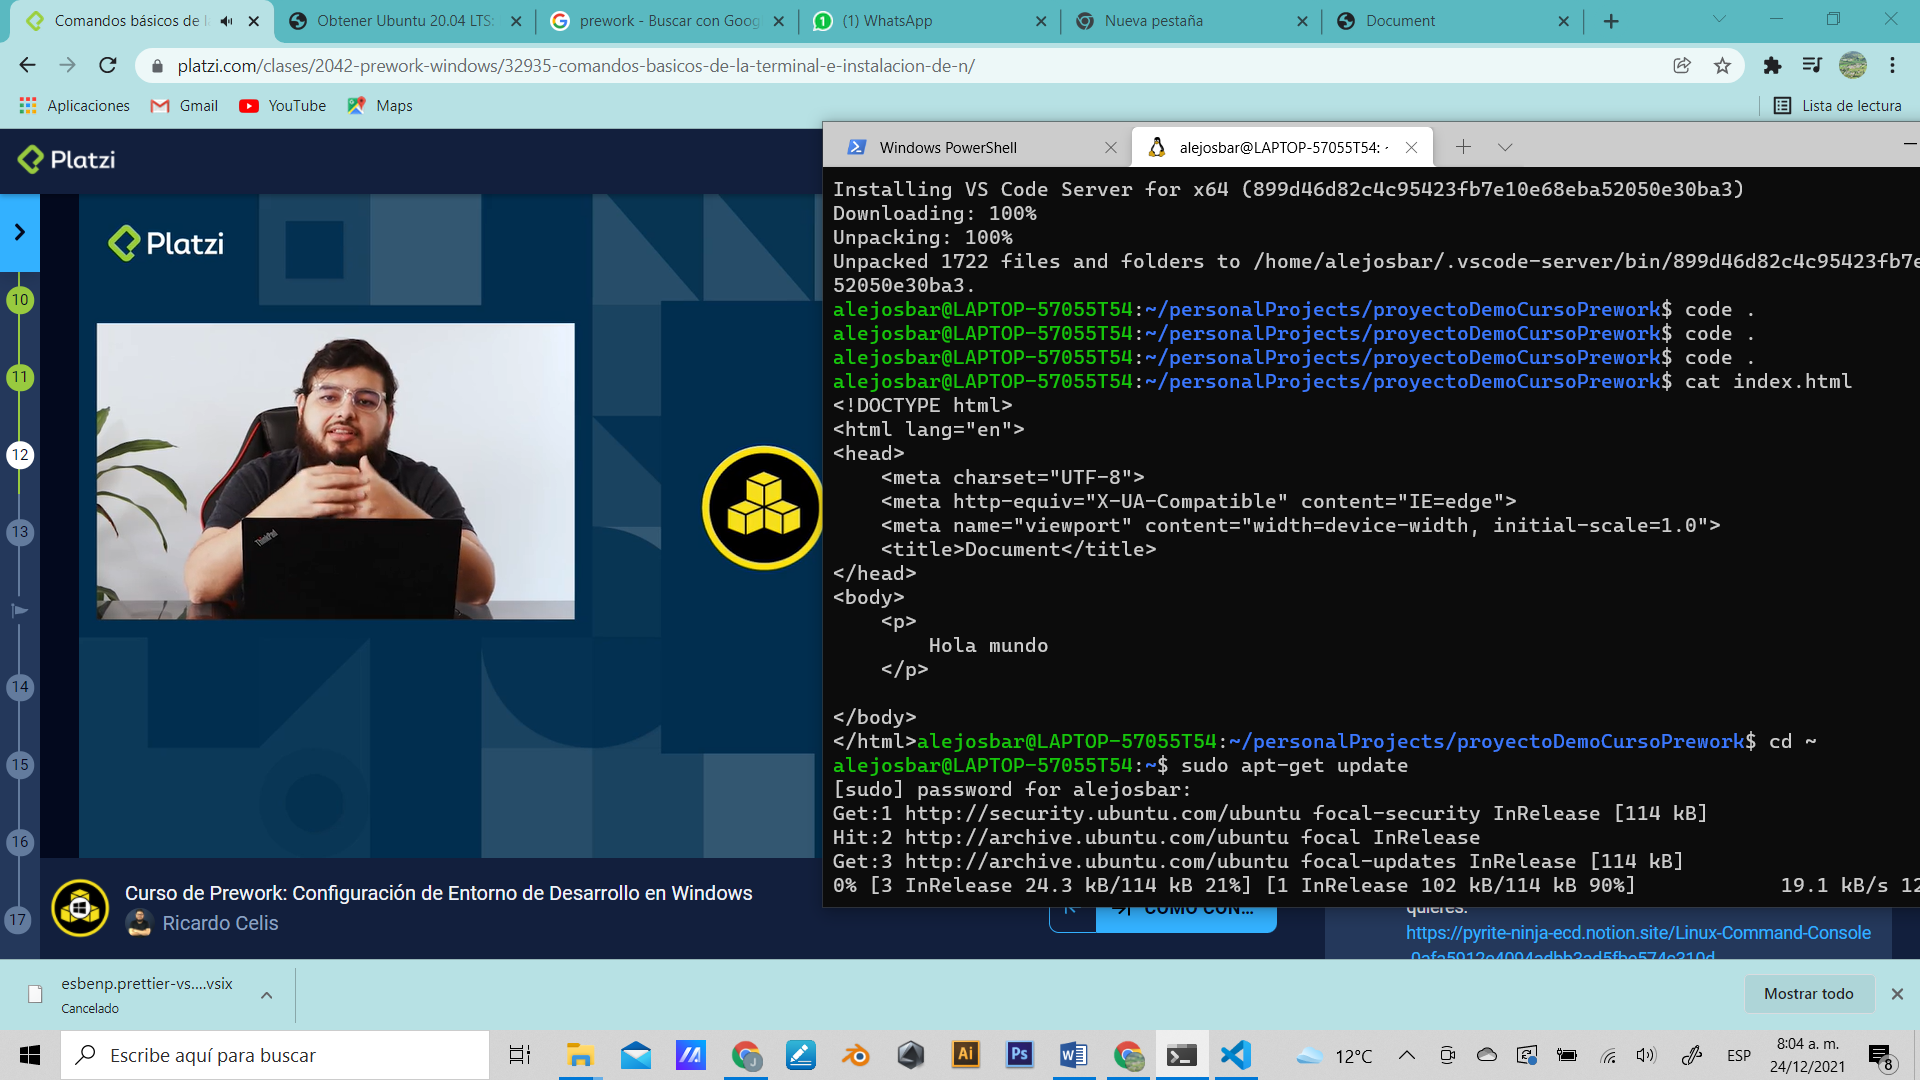 Comandos básicos de l
Obtener Ubuntu 20.04 LTS:
prework - Buscar con Goog
(1) WhatsApp
Nueva pestaña
Document
platzi.com/clases/2042-prework-windows/32935-comandos-basicos-de-la-terminal-e-instalacion-de-n/
Aplicaciones
Gmail
YouTube
Maps
Lista de lectura
Platzi
Platzi
ThinkPad
10
11
12
13
14
15
16
17
Windows PowerShell
alejosbar@LAPTOP-57055T54: ~
Installing VS Code Server for x64 (899d46d82c4c95423fb7e10e68eba52050e30ba3)
Downloading: 100%
Unpacking: 100%
Unpacked 1722 files and folders to /home/alejosbar/.vscode-server/bin/899d46d82c4c95423fb7e
52050e30ba3.
alejosbar@LAPTOP-57055T54:~/personalProjects/proyectoDemoCursoPrework$ code .
alejosbar@LAPTOP-57055T54:~/personalProjects/proyectoDemoCursoPrework$ code .
alejosbar@LAPTOP-57055T54:~/personalProjects/proyectoDemoCursoPrework$ code .
alejosbar@LAPTOP-57055T54:~/personalProjects/proyectoDemoCursoPrework$ cat index.html
<!DOCTYPE html>
<html lang="en">
<head>
    <meta charset="UTF-8">
    <meta http-equiv="X-UA-Compatible" content="IE=edge">
    <meta name="viewport" content="width=device-width, initial-scale=1.0">
    <title>Document</title>
</head>
<body>
    <p>
        Hola mundo
    </p>
</body>
</html>alejosbar@LAPTOP-57055T54:~/personalProjects/proyectoDemoCursoPrework$ cd ~
alejosbar@LAPTOP-57055T54:~$ sudo apt-get update
[sudo] password for alejosbar:
Get:1 http://security.ubuntu.com/ubuntu focal-security InRelease [114 kB]
Hit:2 http://archive.ubuntu.com/ubuntu focal InRelease
Get:3 http://archive.ubuntu.com/ubuntu focal-updates InRelease [114 kB]
0% [3 InRelease 24.3 kB/114 kB 21%] [1 InRelease 102 kB/114 kB 90%] 19.1 kB/s 12
Curso de Prework: Configuración de Entorno de Desarrollo en Windows
Ricardo Celis
quieres:
https://pyrite-ninja-ecd.notion.site/Linux-Command-Console
esbenp.prettier-vs....vsix
Cancelado
Mostrar todo
Escribe aquí para buscar
12°C
ESP
8:04 a. m.
24/12/2021
8